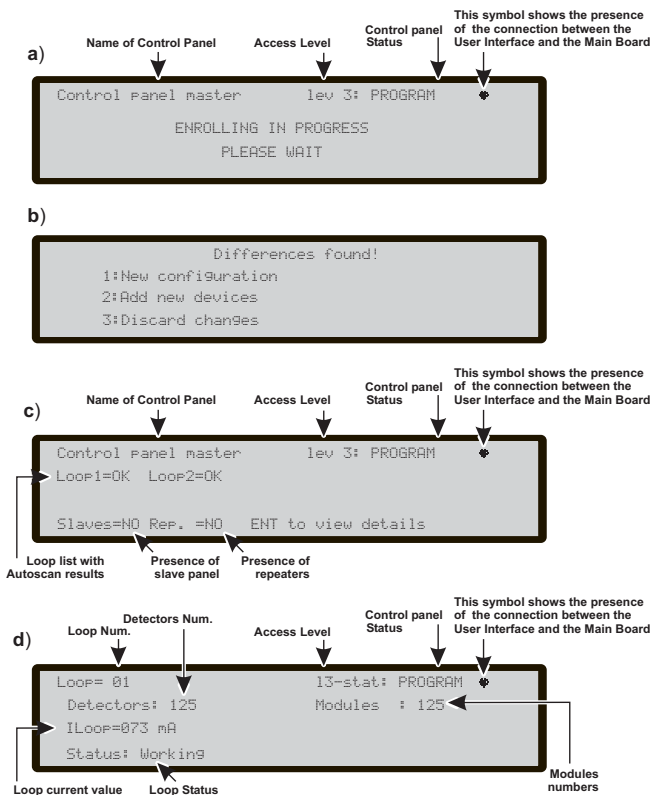 This symbol shows the presence
of the connection between the
User Interface and the Main Board
Control panel
Status
Name of Control Panel
Access Level
a)
Control panel master lev 3: PROGRAM
ENROLLING IN PROGRESS
PLEASE WAIT
b)
Differences found!
1:New configuration
2:Add new devices
3:Discard changes
This symbol shows the presence
of the connection between the
User Interface and the Main Board
Control panel
Status
Name of Control Panel
Access Level
c)
Control panel master lev 3: PROGRAM
Loop1=OK Loop2=OK
Slaves=NO Rep. =NO ENT to view details
Loop list with
Autoscan results
Presence of
slave panel
Presence of
repeaters
This symbol shows the presence
of the connection between the
User Interface and the Main Board
Control panel
Status
Detectors Num.
Loop Num.
Access Level
d)
Loop= 01 l3-stat: PROGRAM
Detectors: 125 Modules : 125
ILoop=073 mA
Status: Working
Loop current value
Loop Status
Modules
numbers